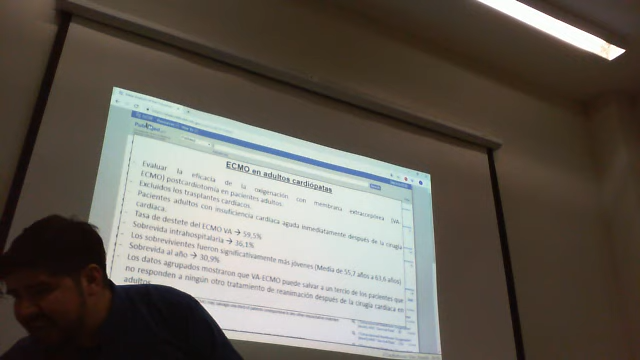 ECMO en adultos cardiópatas
Evaluar la eficacia de la oxigenación con membrana extracorpórea (VA-
ECMO) postcardiotomía en pacientes adultos.
Excluidos los trasplantes cardíacos.
Pacientes adultos con insuficiencia cardíaca aguda inmediatamente después de la cirugía
cardíaca.
Tasa de destete del ECMO VA → 59,5%
Sobrevida intrahospitalaria → 36,1%
Los sobrevivientes fueron significativamente más jóvenes (Media de 55,7 años a 63,6 años)
Sobrevida al año → 30,9%
Los datos agrupados mostraron que VA-ECMO puede salvar a un tercio de los pacientes que
no responden a ningún otro tratamiento de reanimación después de la cirugía cardíaca en
adultos